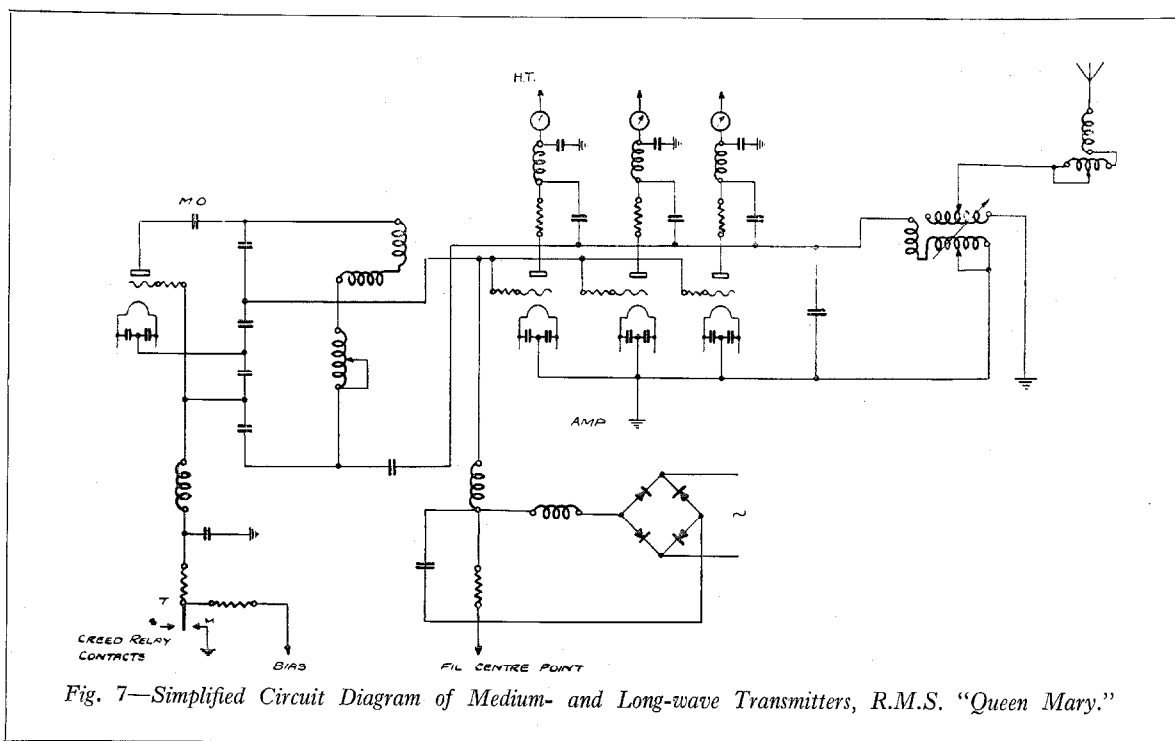 H.T.
MO
AMP
~
T
S M
CREED RELAY
CONTACTS
BIAS
FIL CENTRE POINT
Fig. 7—Simplified Circuit Diagram of Medium- and Long-wave Transmitters, R.M.S. "Queen Mary."